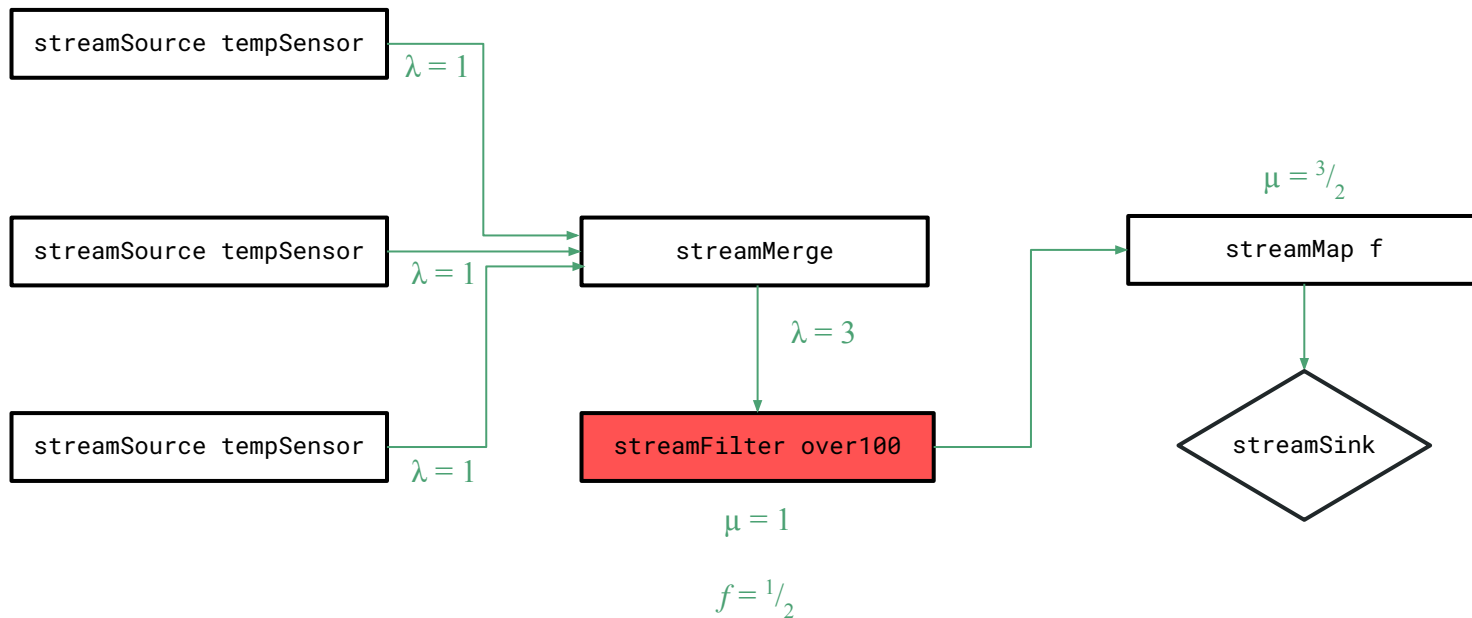 streamSource tempSensor
λ = 1
μ = 3/2
streamSource tempSensor
λ = 1
streamMerge
streamMap f
λ = 3
streamSource tempSensor
λ = 1
streamFilter over100
streamSink
μ = 1
f = 1/2